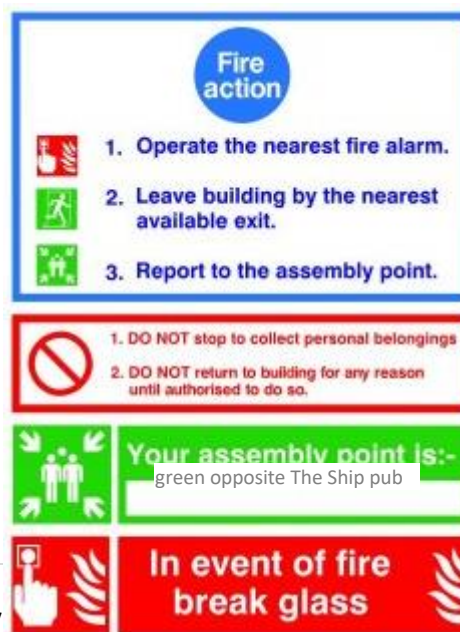 Fire
action
1. Operate the nearest fire alarm.
2. Leave building by the nearest
available exit.
3. Report to the assembly point.
1. DO NOT stop to collect personal belongings
2. DO NOT return to building for any reason
until authorised to do so.
Your assembly point is:-
green opposite The Ship pub
In event of fire
break glass